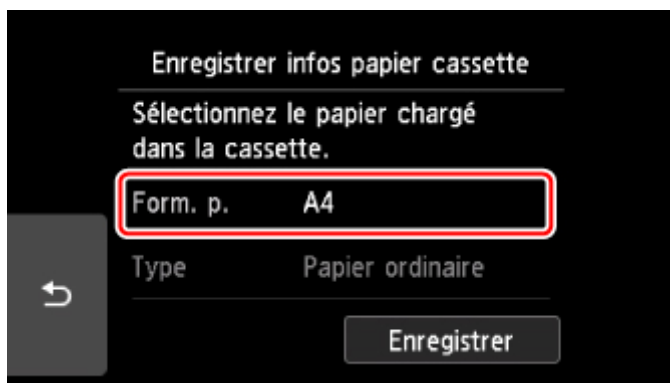 Enregistrer infos papier cassette
Sélectionnez le papier chargé
dans la cassette.
Form. p. A4
Type Papier ordinaire
Enregistrer